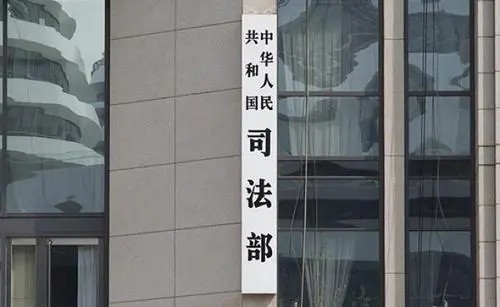 中华人民
共和国
司法部